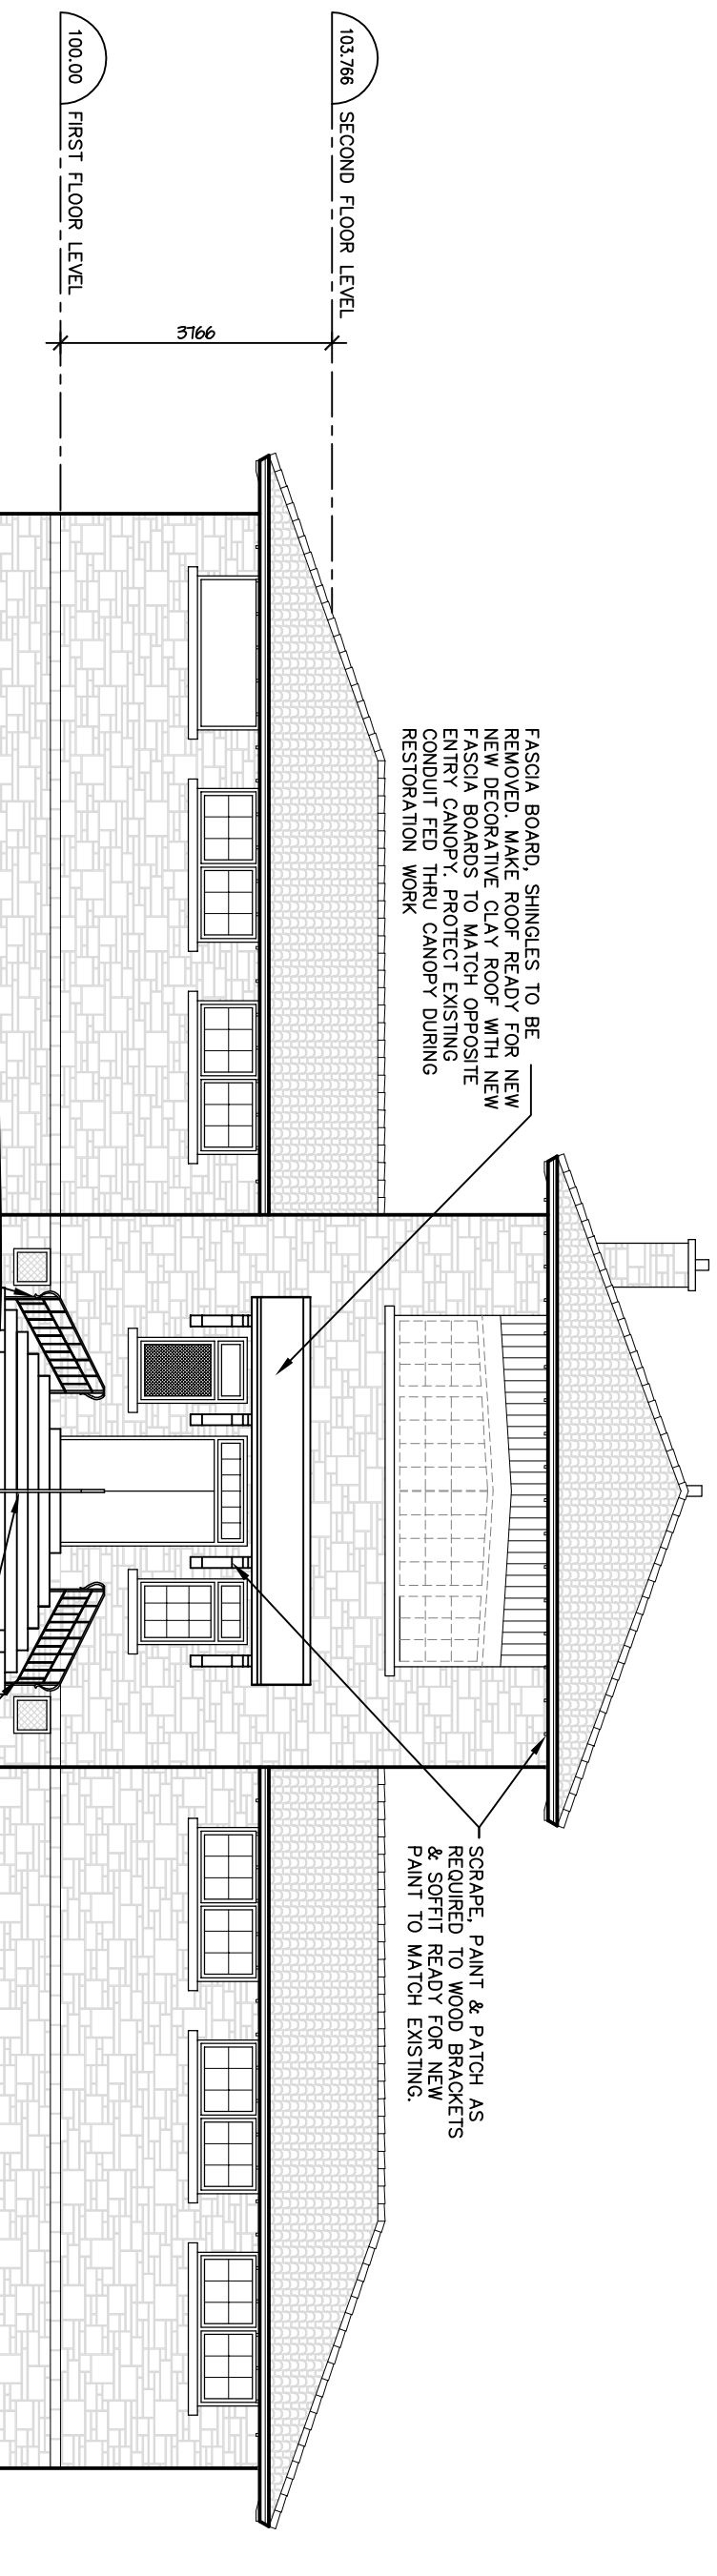 103.766
SECOND FLOOR LEVEL
100.00
FIRST FLOOR LEVEL
3766
FASCIA BOARD, SHINGLES TO BE
REMOVED. MAKE ROOF READY FOR NEW
NEW DECORATIVE CLAY ROOF WITH NEW
FASCIA BOARDS TO MATCH OPPOSITE
ENTRY CANOPY. PROTECT EXISTING
CONDUIT FED THRU CANOPY DURING
RESTORATION WORK
SCRAPE, PAINT & PATCH AS
REQUIRED TO WOOD BRACKETS
& SOFFIT READY FOR NEW
PAINT TO MATCH EXISTING.